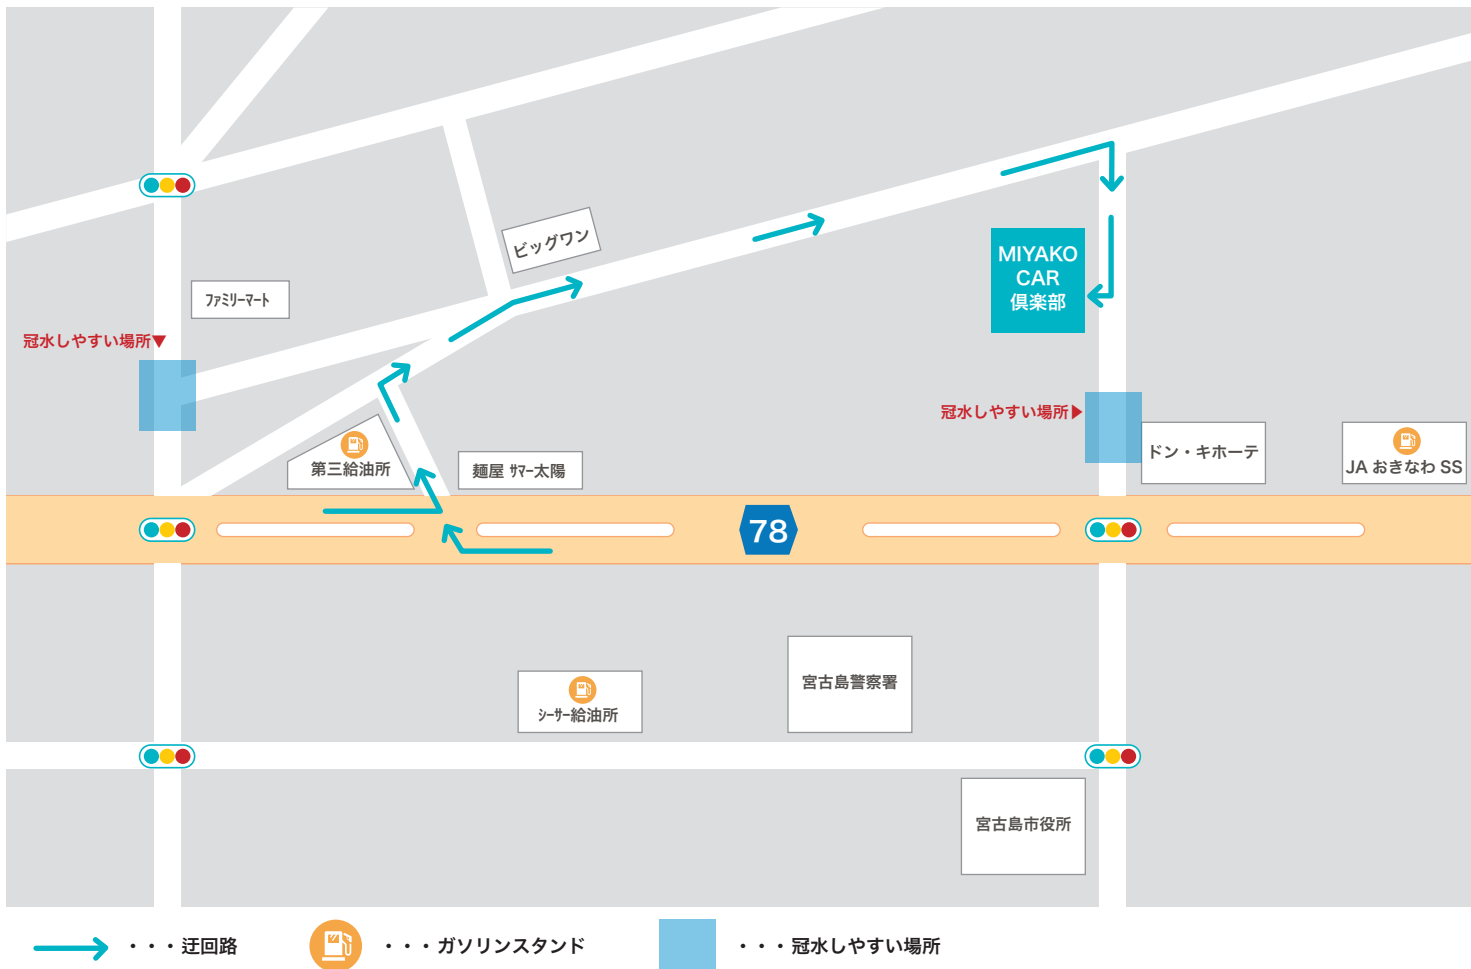 ビッグワン
MIYAKO
CAR
倶楽部
ファミリーマート
冠水しやすい場所▼
冠水しやすい場所▶
第三給油所
麺屋 サマー太陽
ドン・キホーテ
JA おきなわ SS
78
宮古島警察署
シーサー給油所
宮古島市役所
・・・迂回路
・・・ガソリンスタンド
・・・冠水しやすい場所